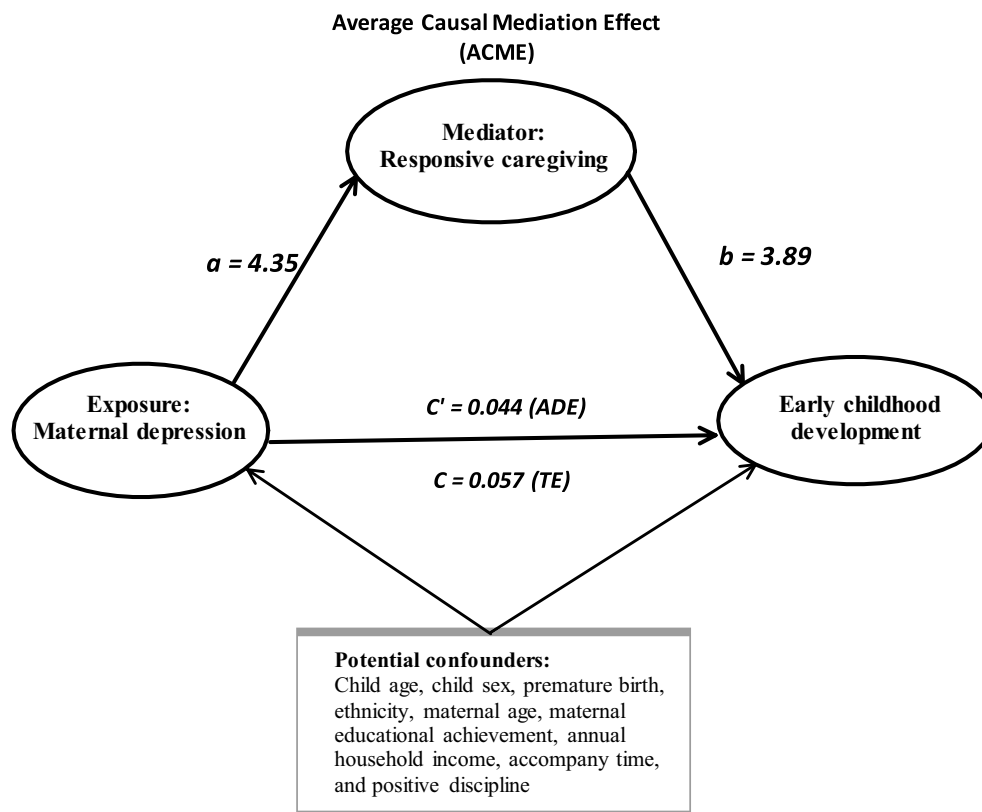 Average Causal Mediation Effect
(ACME)
Mediator:
Responsive caregiving
a = 4.35
b = 3.89
Exposure:
Maternal depression
C' = 0.044 (ADE)
Early childhood
development
C = 0.057 (TE)
Potential confounders:
Child age, child sex, premature birth,
ethnicity, maternal age, maternal
educational achievement, annual
household income, accompany time,
and positive discipline